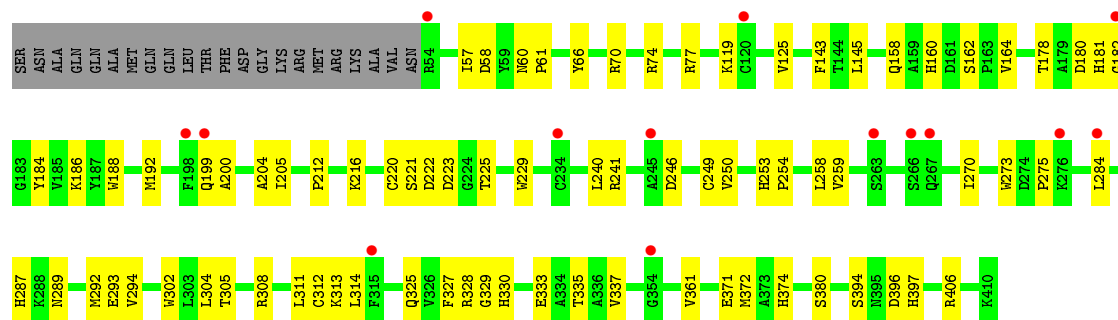 SER ASN ALA GLN GLN ALA MET GLN GLN LEU THR PHE ASP GLY LYS ARG MET ARG LYS ALA VAL ASN R54 I57 D58 Y59 N60 P61 Y66 R70 R74 R77 K119 C120 V125 F143 T144 L145 Q158 A159 H160 D161 S162 P163 V164 T178 A179 D180 H181
G183 Y184 V185 K186 Y187 W188 M192 F198 Q199 A200 A204 I205 P212 K216 C220 S221 D222 D223 G224 T225 W229 C234 L240 R241 A245 D246 C249 V250 H253 P254 L258 V259 S263 S266 Q267 I270 W273 D274 P275 K276 L284
H287 K288 N289 M292 E293 V294 W302 L303 L304 T305 R308 L311 G312 K313 L314 F315 Q325 V326 F327 R328 G329 H330 E333 A334 T335 A336 V337 G354 V361 E371 M372 A373 H374 S380 S394 N395 D396 H397 R406 K410